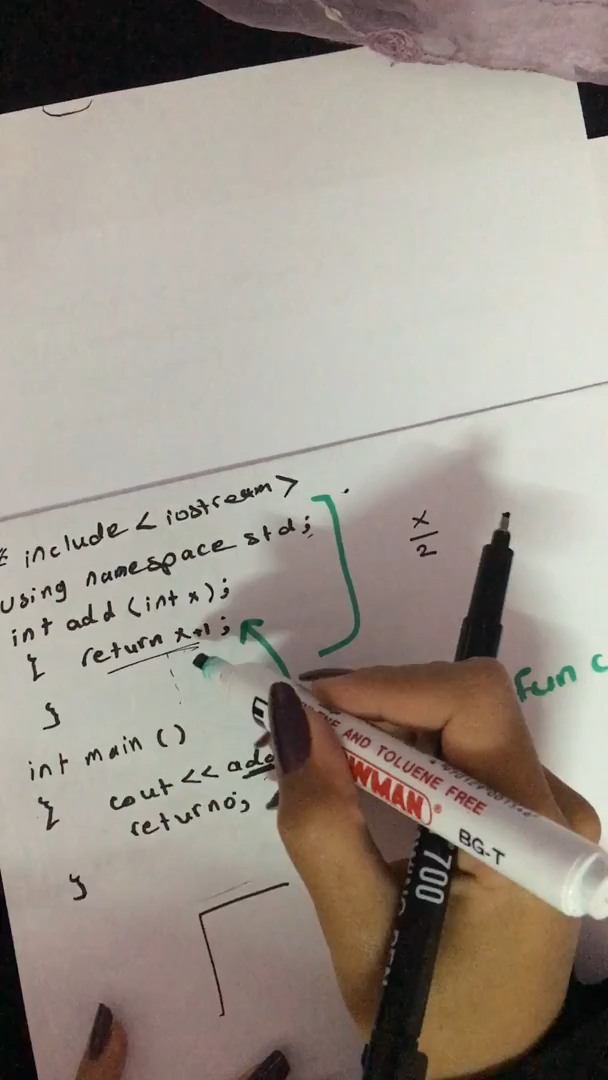 # include < iostream >
using namespace std;
int add (int x);
{ return x+1;
}
int main ()
{ cout << add
return 0;
}
x
2
Func
AND TOLUENE FREE
BG-T
700